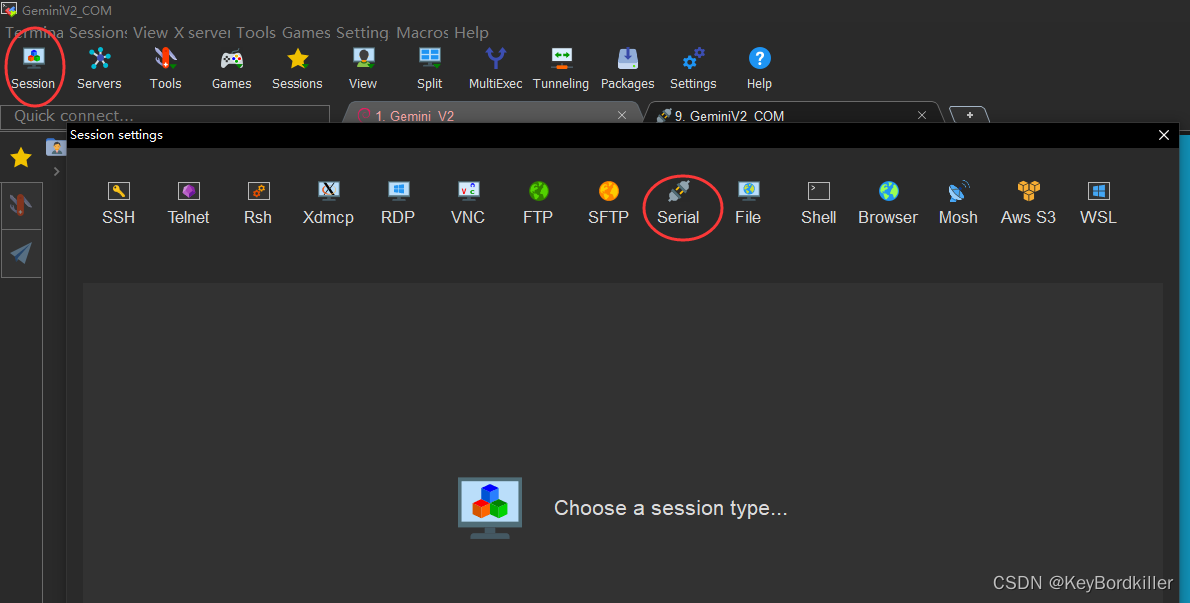 GeminiV2_COM
Termina Sessions View X server Tools Games Setting Macros Help
Session Servers Tools Games Sessions View Split MultiExec Tunneling Packages Settings Help
Quick connect... 1. Gemini_V2 9. GeminiV2_COM
Session settings
SSH Telnet Rsh Xdmcp RDP VNC FTP SFTP Serial File Shell Browser Mosh Aws S3 WSL
Choose a session type...
CSDN @KeyBordkiller